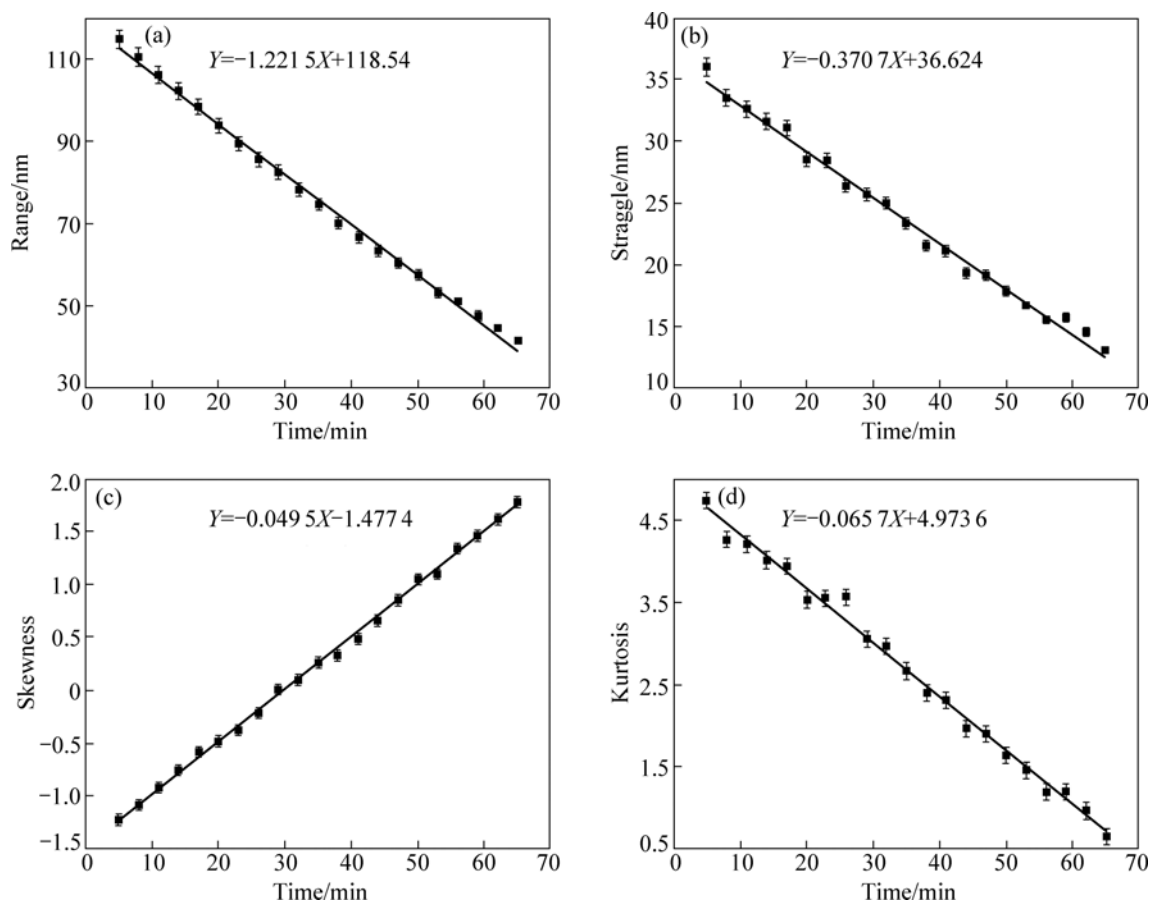 (a)
Y=−1.221 5X+118.54
110
90
70
50
30
Range/nm
0 10 20 30 40 50 60 70
Time/min
(b)
Y=−0.370 7X+36.624
35
30
25
20
15
10
Straggle/nm
0 10 20 30 40 50 60 70
Time/min
(c)
Y=−0.049 5X−1.477 4
2.0
1.5
1.0
0.5
0
−0.5
−1.0
−1.5
Skewness
0 10 20 30 40 50 60 70
Time/min
(d)
Y=−0.065 7X+4.973 6
4.5
3.5
2.5
1.5
0.5
Kurtosis
0 10 20 30 40 50 60 70
Time/min